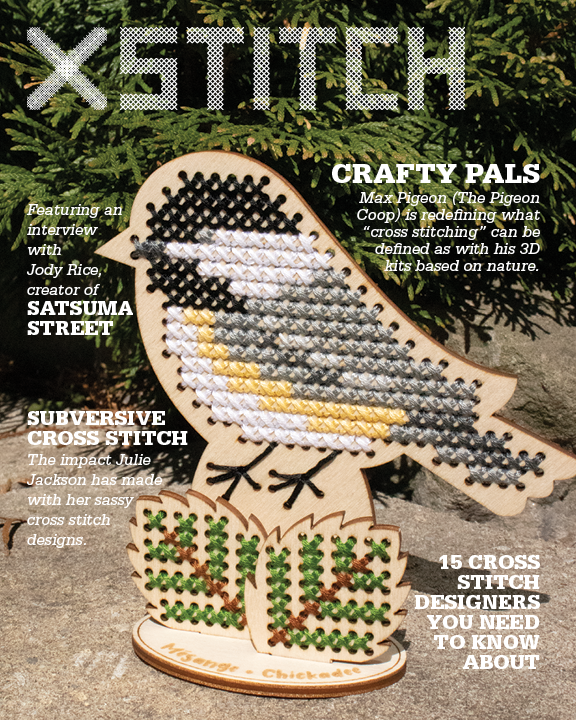 XSTITCH
CRAFTY PALS
Max Pigeon (The Pigeon
Coop) is redefining what
“cross stitching” can be
defined as with his 3D
kits based on nature.
Featuring an
interview
with
Jody Rice,
creator of
SATSUMA
STREET
SUBVERSIVE
CROSS STITCH
The impact Julie
Jackson has made
with her sassy
cross stitch
designs.
15 CROSS
STITCH
DESIGNERS
YOU NEED
TO KNOW
ABOUT
Mésange - Chickadee